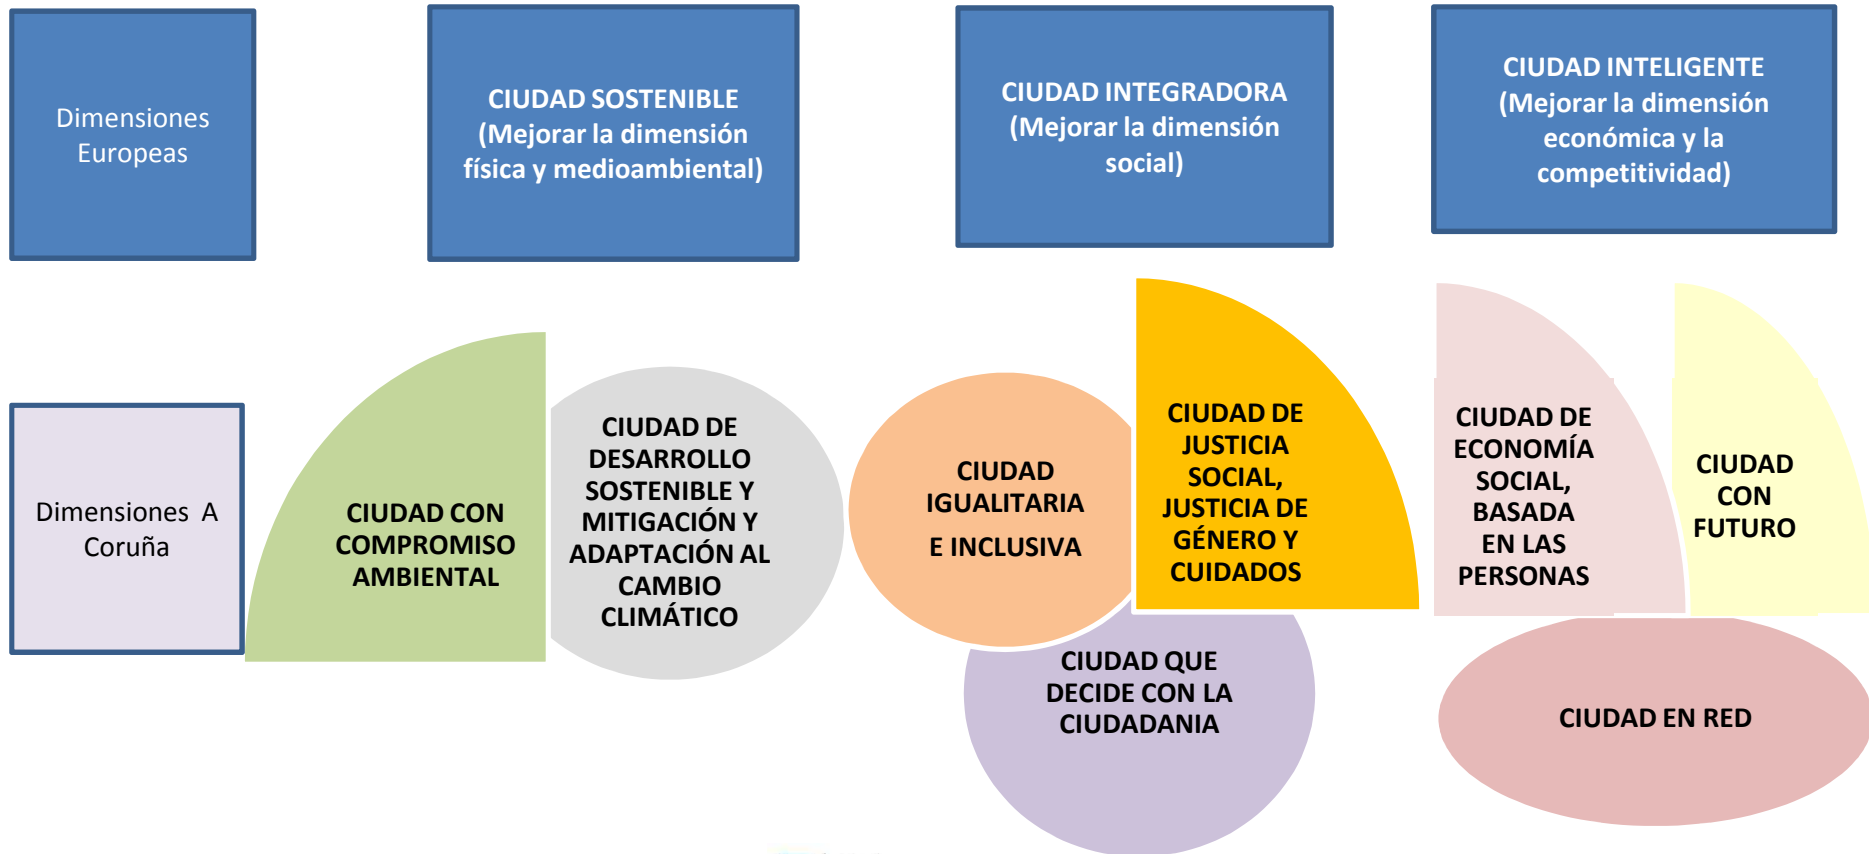 Dimensiones
Europeas
CIUDAD SOSTENIBLE
(Mejorar la dimensión
física y medioambiental)
CIUDAD INTEGRADORA
(Mejorar la dimensión
social)
CIUDAD INTELIGENTE
(Mejorar la dimensión
económica y la
competitividad)
Dimensiones A
Coruña
CIUDAD CON
COMPROMISO
AMBIENTAL
CIUDAD DE
DESARROLLO
SOSTENIBLE Y
MITIGACIÓN Y
ADAPTACIÓN AL
CAMBIO
CLIMÁTICO
CIUDAD
IGUALITARIA
E INCLUSIVA
CIUDAD DE
JUSTICIA
SOCIAL,
JUSTICIA DE
GÉNERO Y
CUIDADOS
CIUDAD QUE
DECIDE CON LA
CIUDADANIA
CIUDAD DE
ECONOMÍA
SOCIAL,
BASADA
EN LAS
PERSONAS
CIUDAD
CON
FUTURO
CIUDAD EN RED